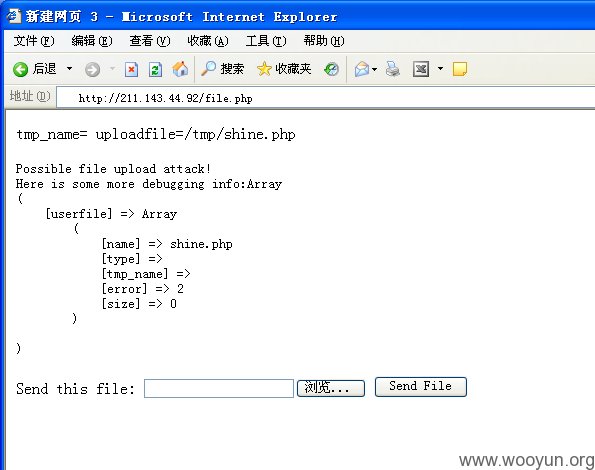 新建网页 3 - Microsoft Internet Explorer
文件(F) 编辑(E) 查看(V) 收藏(A) 工具(T) 帮助(H)
后退 搜索 收藏夹
地址(D) http://211.143.44.92/file.php
tmp_name= uploadfile=/tmp/shine.php
Possible file upload attack!
Here is some more debugging info:Array
(
[userfile] => Array
(
[name] => shine.php
[type] =>
[tmp_name] =>
[error] => 2
[size] => 0
)
)
Send this file: 浏览... Send File
www.wooyun.org